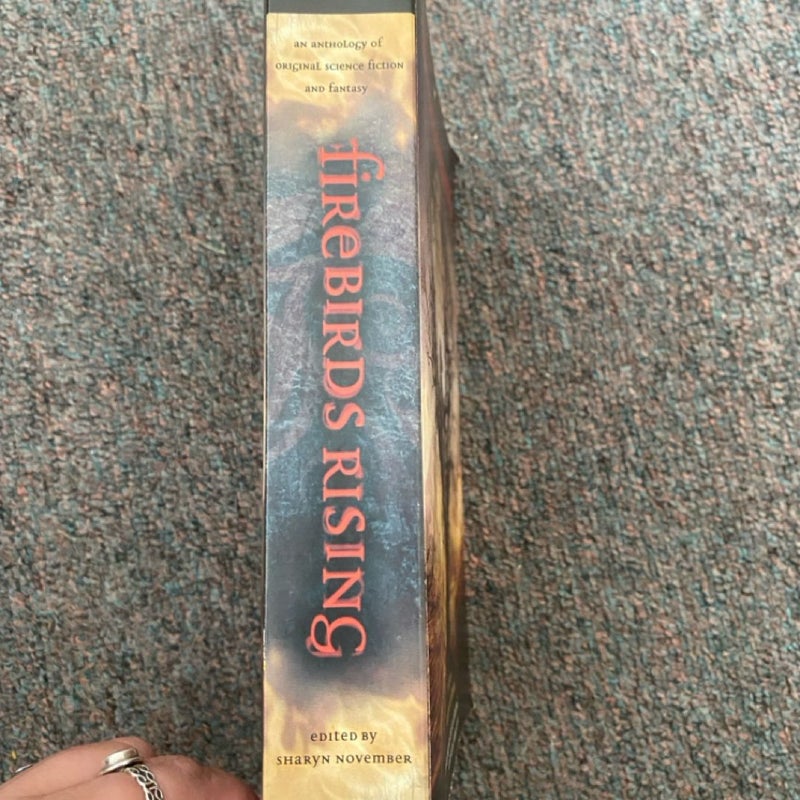 an anthology of
original science fiction
and fantasy
fireBIRDS RISING
edited by
sharyn november